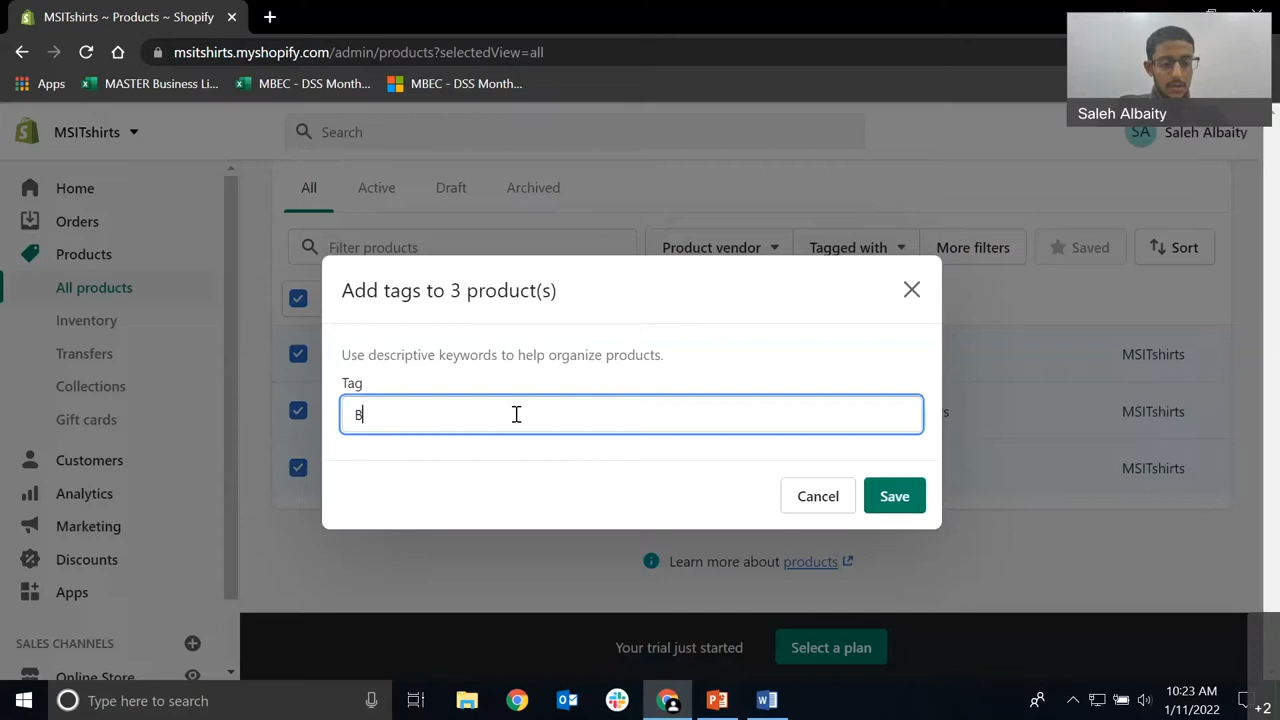 MSITshirts ~ Products ~ Shopify
msitshirts.myshopify.com/admin/products?selectedView=all
Apps
MASTER Business Li...
MBEC - DSS Month...
MBEC - DSS Month...
Saleh Albaity
MSITshirts
Search
SA
Saleh Albaity
Home
Orders
Products
All products
Inventory
Transfers
Collections
Gift cards
Customers
Analytics
Marketing
Discounts
Apps
SALES CHANNELS
Online Store
All
Active
Draft
Archived
Filter products
Product vendor
Tagged with
More filters
Saved
Sort
MSITshirts
s
MSITshirts
MSITshirts
Add tags to 3 product(s)
Use descriptive keywords to help organize products.
Tag
B
Cancel
Save
Learn more about products
Your trial just started
Select a plan
Type here to search
10:23 AM
1/11/2022
+2